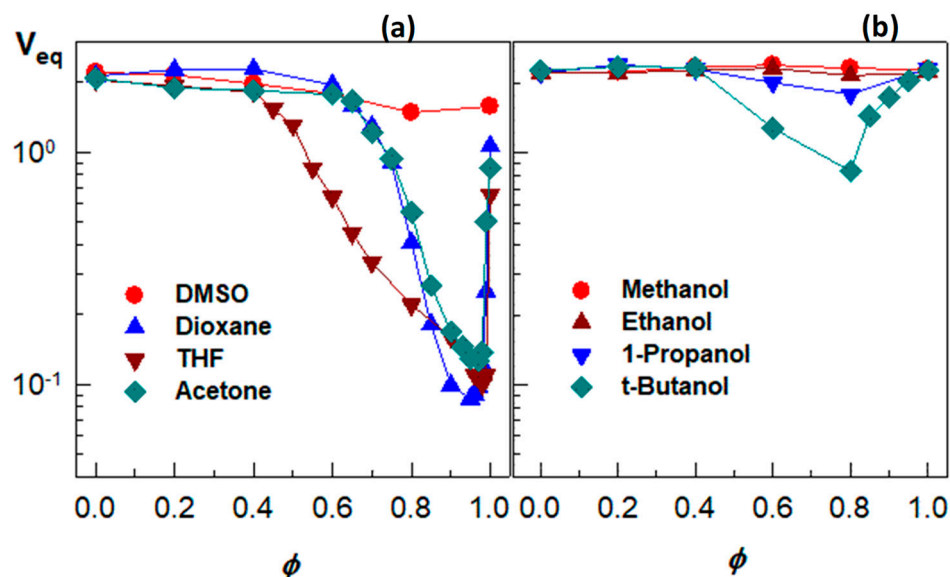 (a)
(b)
V_eq
10⁰
10⁻¹
DMSO
Dioxane
THF
Acetone
Methanol
Ethanol
1-Propanol
t-Butanol
0.0 0.2 0.4 0.6 0.8 1.0
0.0 0.2 0.4 0.6 0.8 1.0
ϕ
ϕ